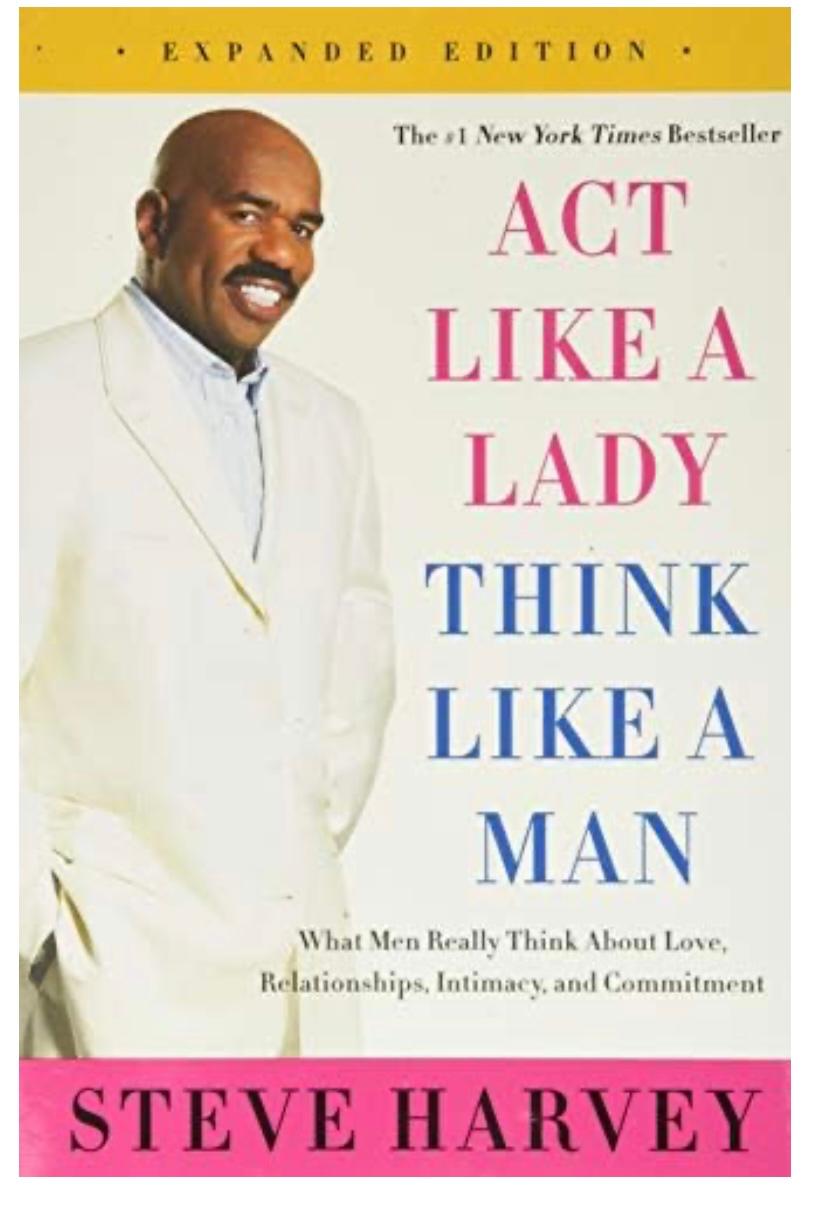 • EXPANDED EDITION •
The #1 New York Times Bestseller
ACT
LIKE A
LADY
THINK
LIKE A
MAN
What Men Really Think About Love,
Relationships, Intimacy, and Commitment
STEVE HARVEY